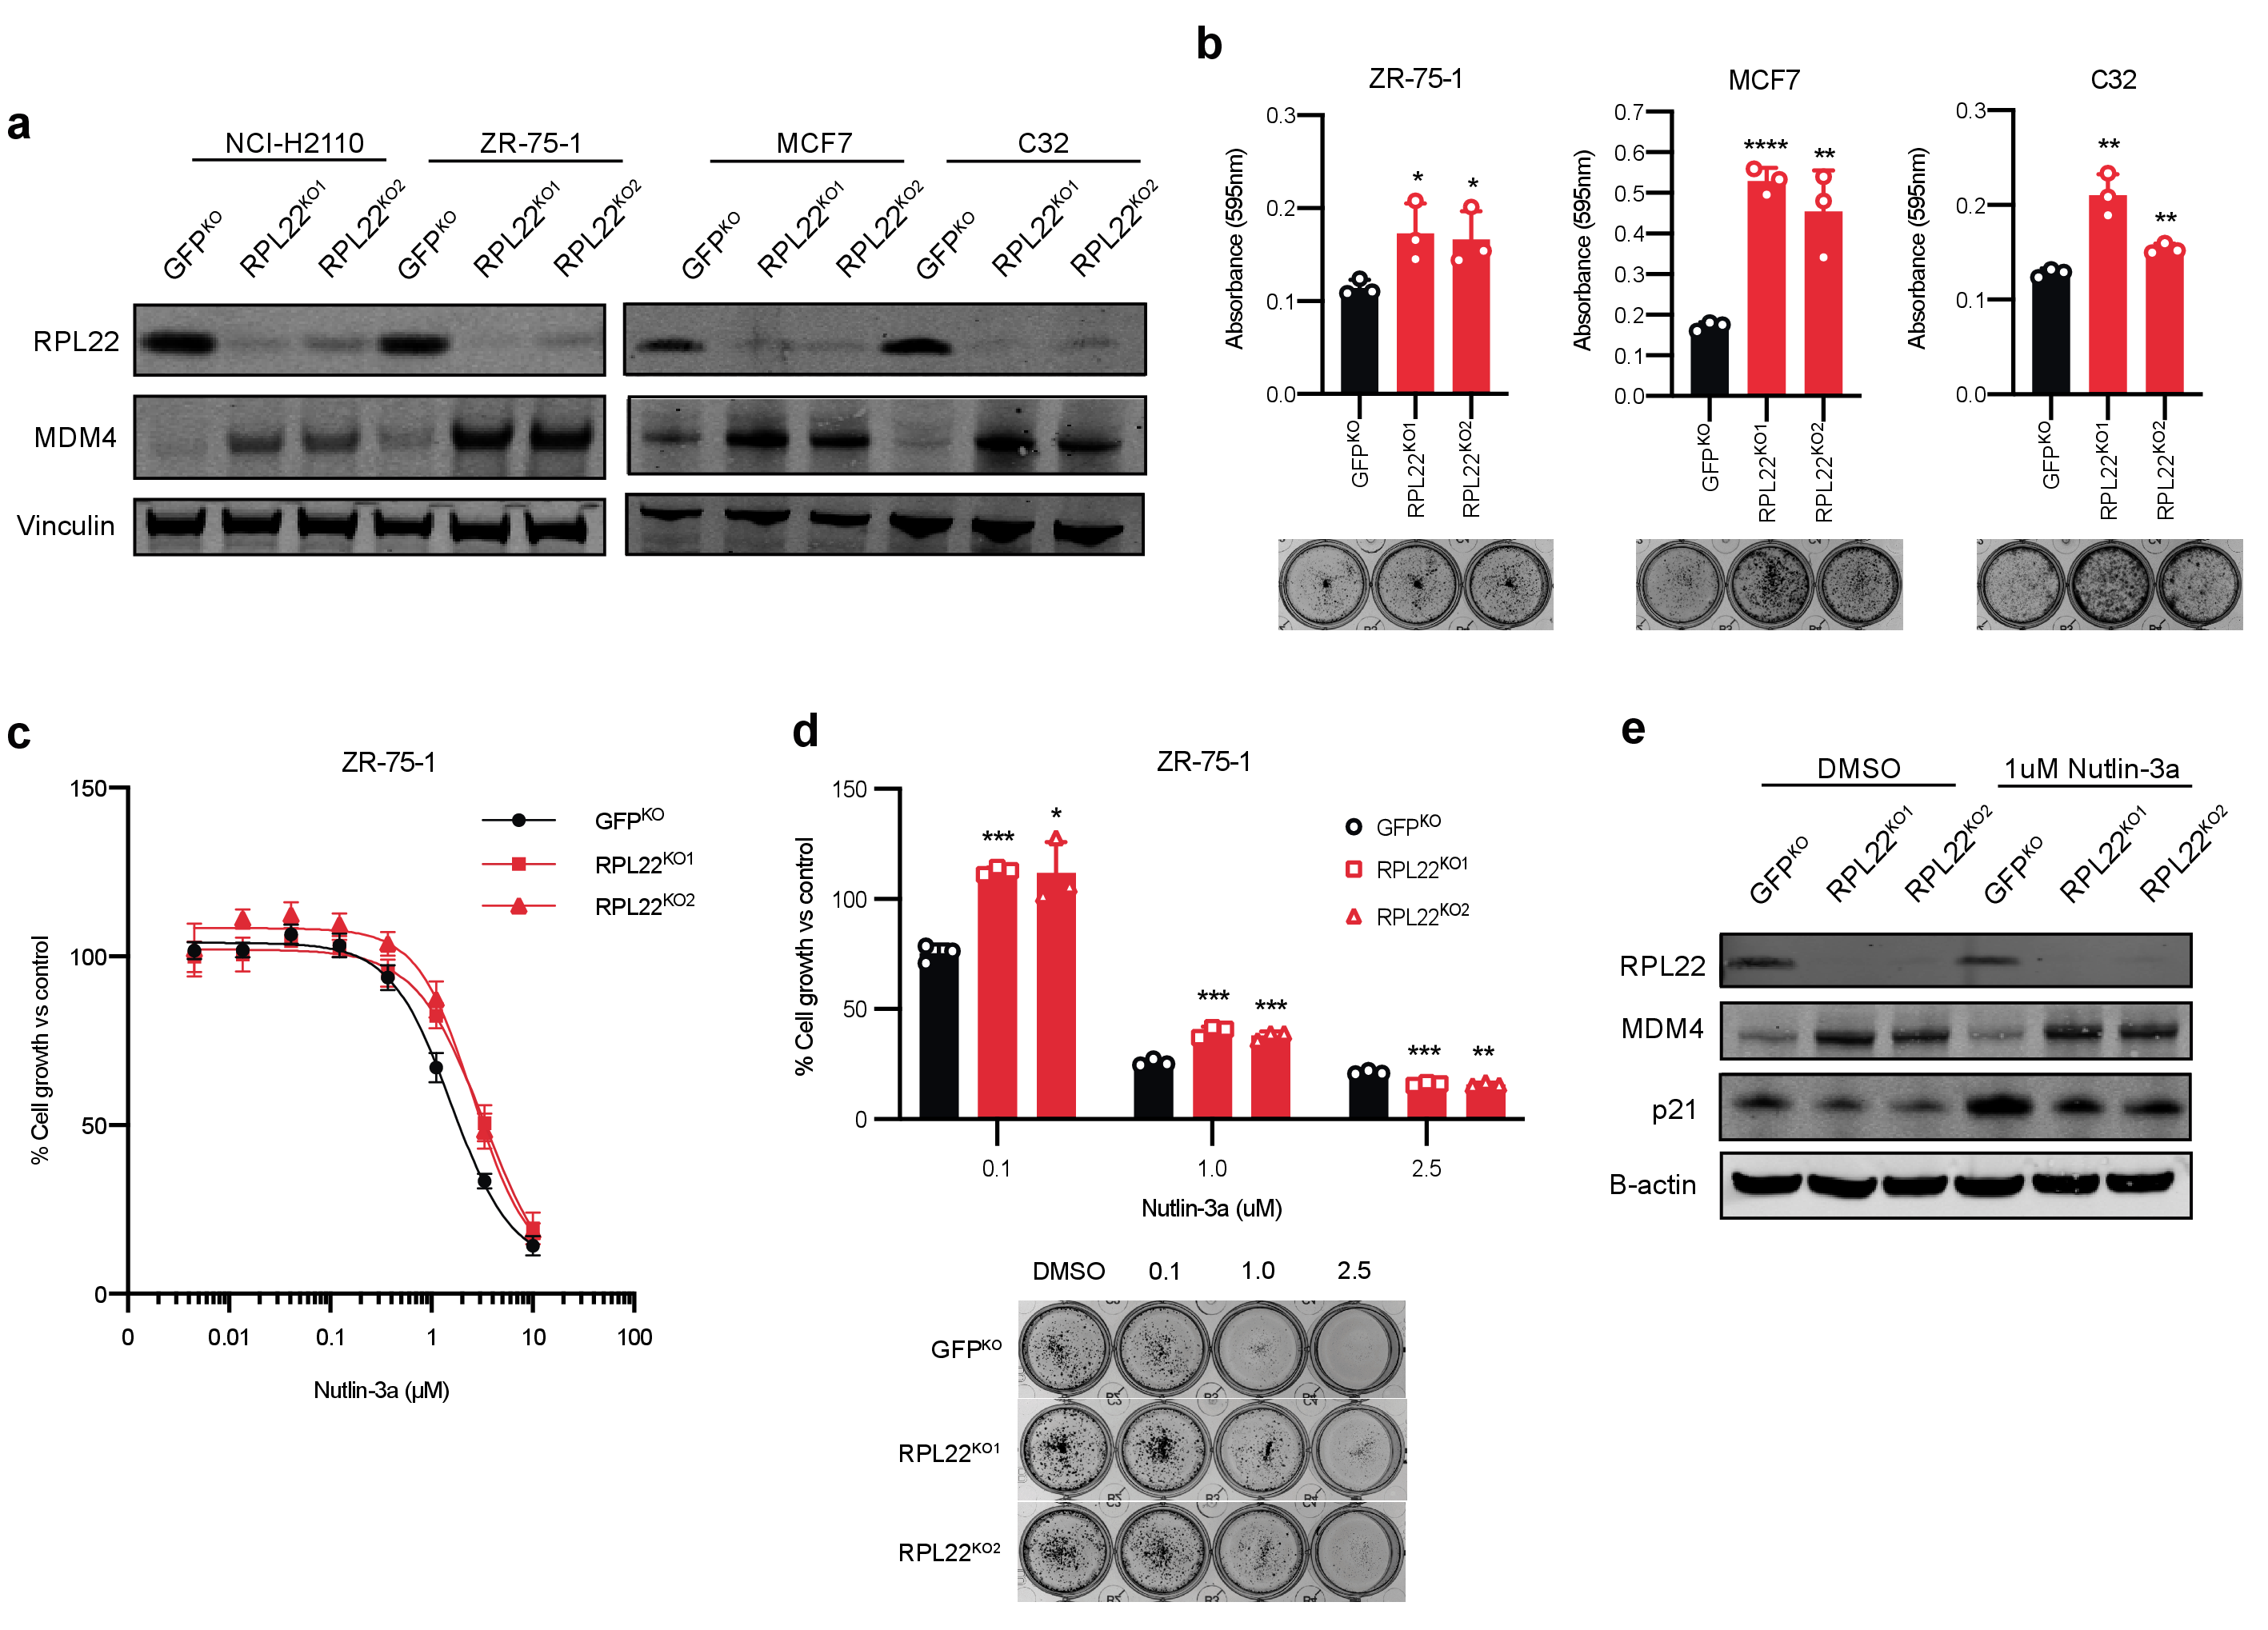 a
NCI-H2110 ZR-75-1 MCF7 C32
GFPKO RPL22KO1 RPL22KO2 GFPKO RPL22KO1 RPL22KO2 GFPKO RPL22KO1 RPL22KO2 GFPKO RPL22KO1 RPL22KO2
RPL22
MDM4
Vinculin
b
ZR-75-1
Absorbance (595nm)
0.3
0.2
0.1
0.0
* *
GFPKO RPL22KO1 RPL22KO2
MCF7
Absorbance (595nm)
0.7
0.6
0.5
0.4
0.3
0.2
0.1
0.0
**** **
GFPKO RPL22KO1 RPL22KO2
C32
Absorbance (595nm)
0.3
0.2
0.1
0.0
** **
GFPKO RPL22KO1 RPL22KO2
c
ZR-75-1
% Cell growth vs control
150
100
50
0
GFPKO
RPL22KO1
RPL22KO2
0 0.01 0.1 1 10 100
Nutlin-3a (µM)
d
ZR-75-1
% Cell growth vs control
150
100
50
0
*** *
*** ***
*** **
GFPKO
RPL22KO1
RPL22KO2
0.1 1.0 2.5
Nutlin-3a (uM)
DMSO 0.1 1.0 2.5
GFPKO
RPL22KO1
RPL22KO2
e
DMSO 1uM Nutlin-3a
GFPKO RPL22KO1 RPL22KO2 GFPKO RPL22KO1 RPL22KO2
RPL22
MDM4
p21
B-actin